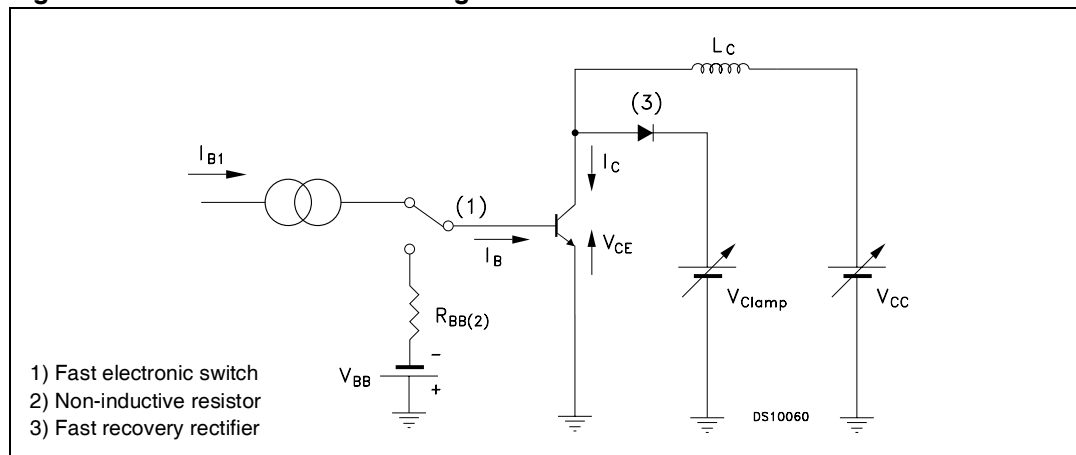 L_C
(3)
I_B1
I_C
(1)
V_CE
I_B
V_Clamp
V_CC
R_BB(2)
-
V_BB
+
1) Fast electronic switch
2) Non-inductive resistor
3) Fast recovery rectifier
DS10060